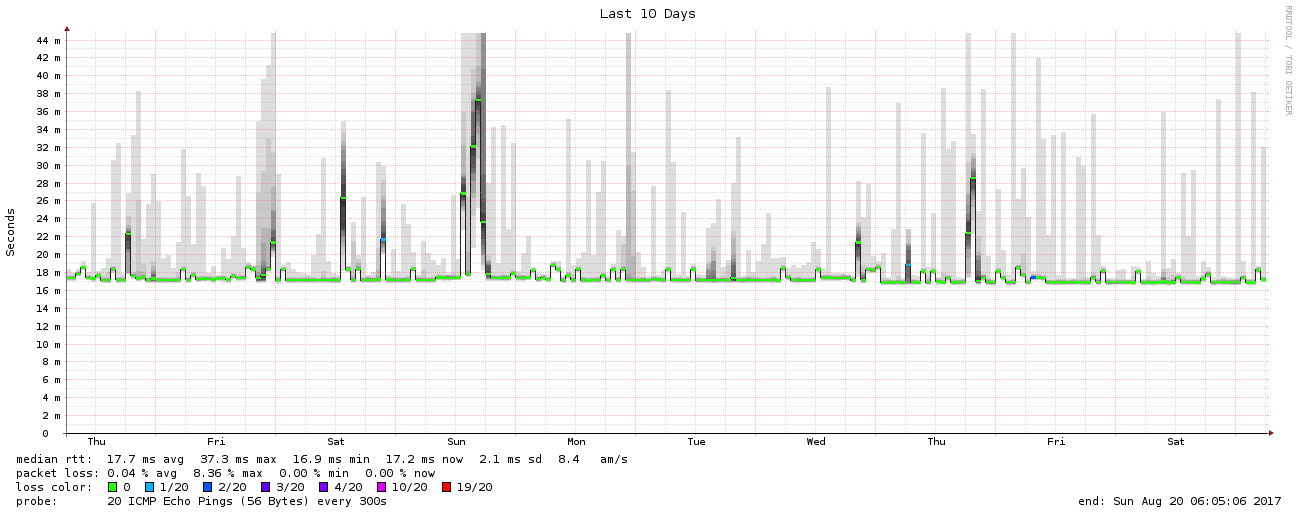 Last 10 Days
RRDTOOL / TOBI OETIKER
Seconds
44 m
42 m
40 m
38 m
36 m
34 m
32 m
30 m
28 m
26 m
24 m
22 m
20 m
18 m
16 m
14 m
12 m
10 m
8 m
6 m
4 m
2 m
0
Thu Fri Sat Sun Mon Tue Wed Thu Fri Sat
median rtt: 17.7 ms avg 37.3 ms max 16.9 ms min 17.2 ms now 2.1 ms sd 8.4 am/s
packet loss: 0.04 % avg 8.36 % max 0.00 % min 0.00 % now
loss color: 0 1/20 2/20 3/20 4/20 10/20 19/20
probe: 20 ICMP Echo Pings (56 Bytes) every 300s end: Sun Aug 20 06:05:06 2017